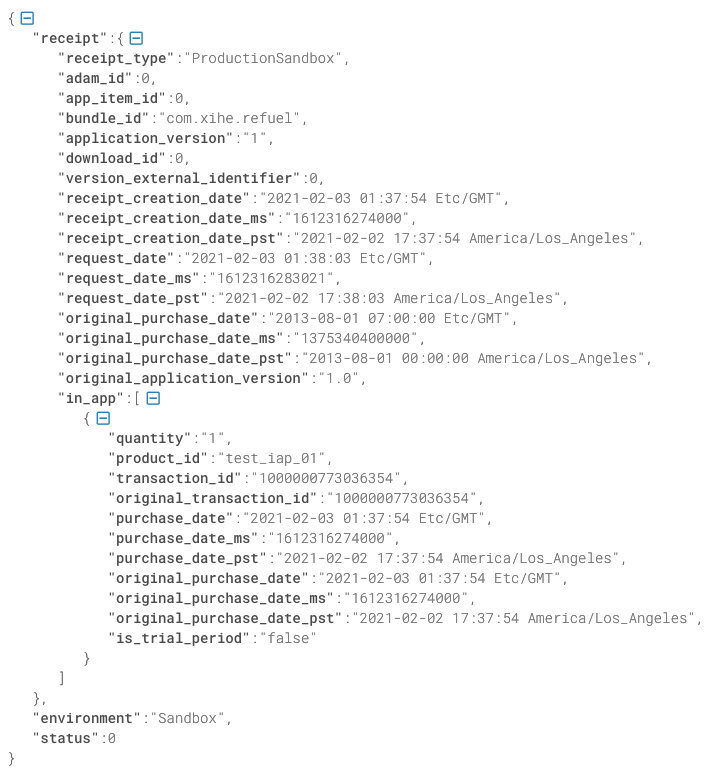 {
"receipt":{
"receipt_type":"ProductionSandbox",
"adam_id":0,
"app_item_id":0,
"bundle_id":"com.xihe.refuel",
"application_version":"1",
"download_id":0,
"version_external_identifier":0,
"receipt_creation_date":"2021-02-03 01:37:54 Etc/GMT",
"receipt_creation_date_ms":"1612316274000",
"receipt_creation_date_pst":"2021-02-02 17:37:54 America/Los_Angeles",
"request_date":"2021-02-03 01:38:03 Etc/GMT",
"request_date_ms":"1612316283021",
"request_date_pst":"2021-02-02 17:38:03 America/Los_Angeles",
"original_purchase_date":"2013-08-01 07:00:00 Etc/GMT",
"original_purchase_date_ms":"1375340400000",
"original_purchase_date_pst":"2013-08-01 00:00:00 America/Los_Angeles",
"original_application_version":"1.0",
"in_app":[
{
"quantity":"1",
"product_id":"test_iap_01",
"transaction_id":"1000000773036354",
"original_transaction_id":"1000000773036354",
"purchase_date":"2021-02-03 01:37:54 Etc/GMT",
"purchase_date_ms":"1612316274000",
"purchase_date_pst":"2021-02-02 17:37:54 America/Los_Angeles",
"original_purchase_date":"2021-02-03 01:37:54 Etc/GMT",
"original_purchase_date_ms":"1612316274000",
"original_purchase_date_pst":"2021-02-02 17:37:54 America/Los_Angeles",
"is_trial_period":"false"
}
]
},
"environment":"Sandbox",
"status":0
}